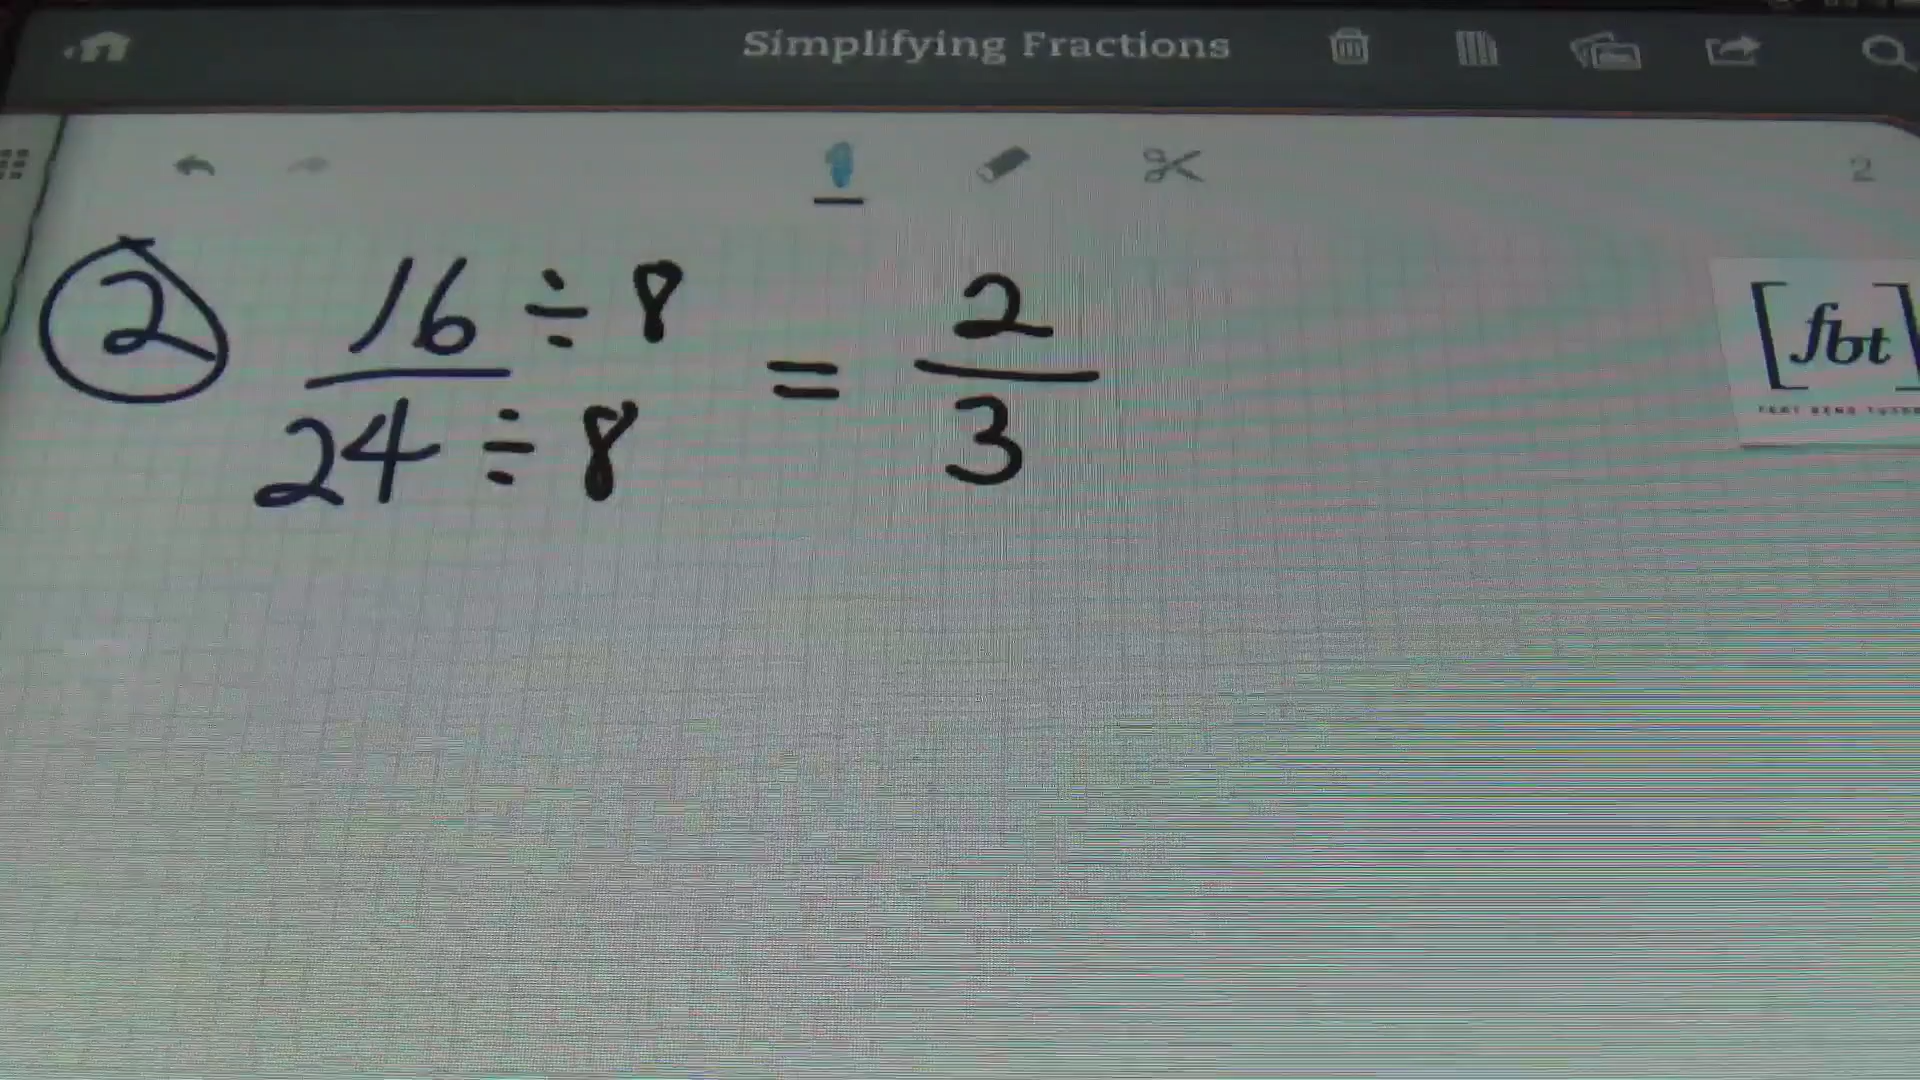 Simplifying Fractions
2
② 16 ÷ 8 = 2
24 ÷ 8 3
[fbt]